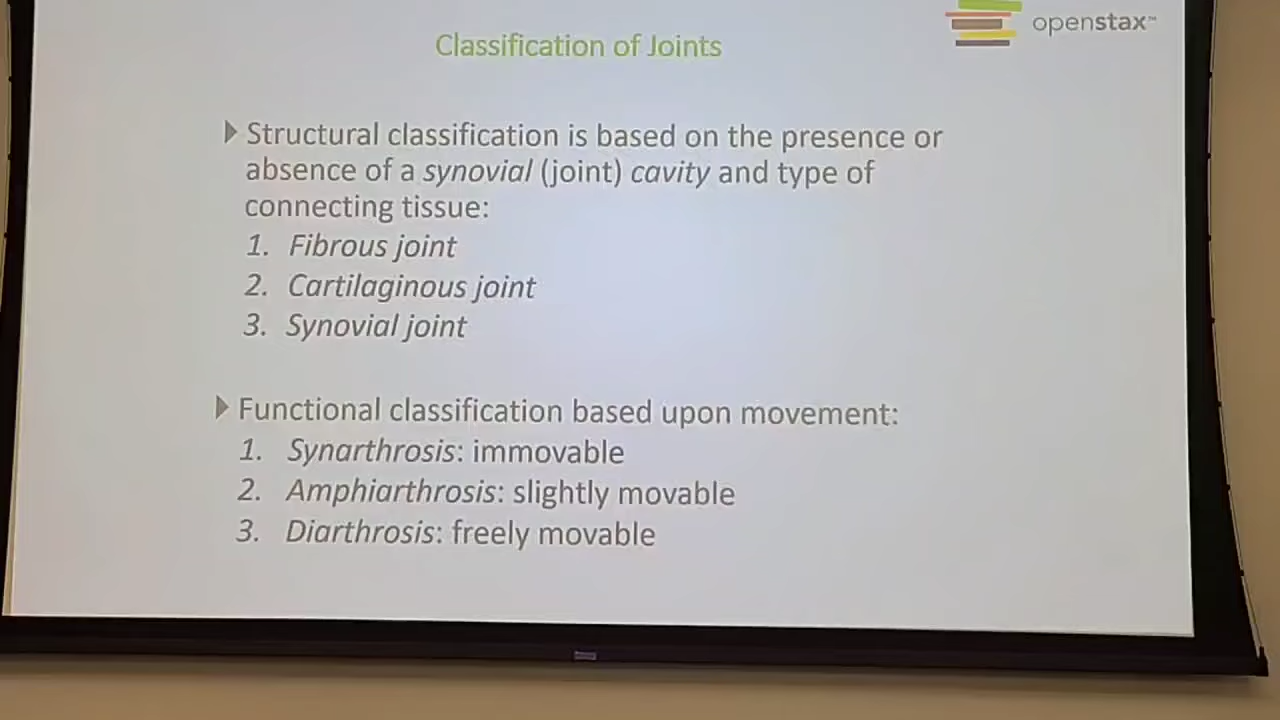 openstax™
Classification of Joints
Structural classification is based on the presence or
absence of a synovial (joint) cavity and type of
connecting tissue:
1. Fibrous joint
2. Cartilaginous joint
3. Synovial joint
Functional classification based upon movement:
1. Synarthrosis: immovable
2. Amphiarthrosis: slightly movable
3. Diarthrosis: freely movable